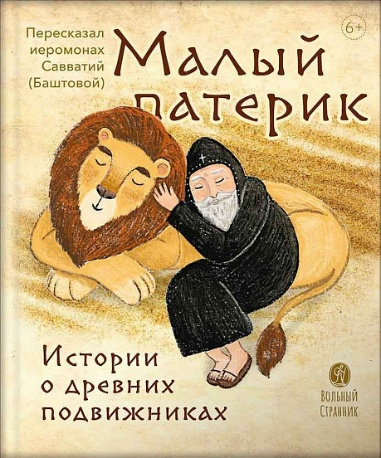 Пересказал
иеромонах
Савватий
(Баштовой)
6+
Малый
патерик
Истории
о древних
подвижниках
Вольный
Странник